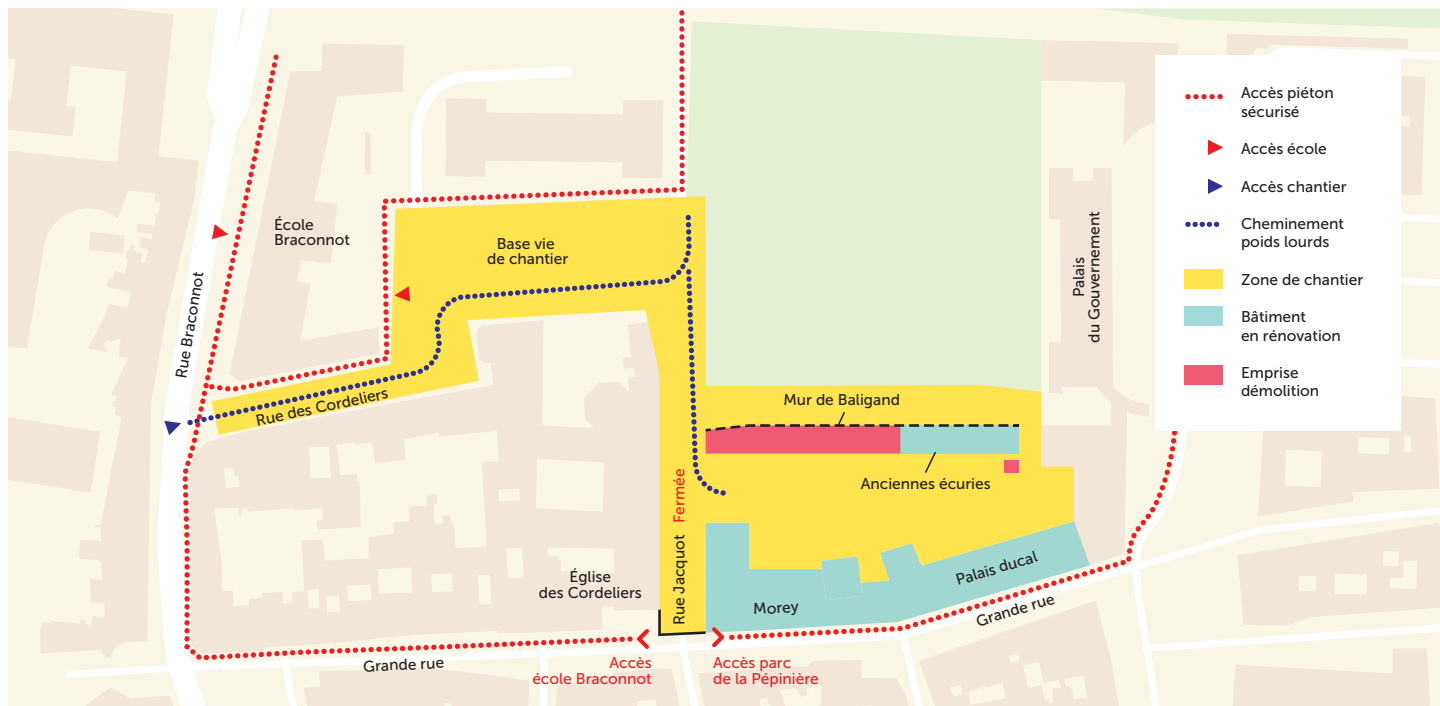 Rue Braconnot
École
Braconnot
Base vie
de chantier
Rue des Cordeliers
Mur de Baligand
Anciennes écuries
Palais
du Gouvernement
Rue Jacquot Fermée
Église
des Cordeliers
Morey
Palais ducal
Grande rue
Grande rue
Accès
école Braconnot
Accès parc
de la Pépinière
Accès piéton
sécurisé
Accès école
Accès chantier
Cheminement
poids lourds
Zone de chantier
Bâtiment
en rénovation
Emprise
démolition